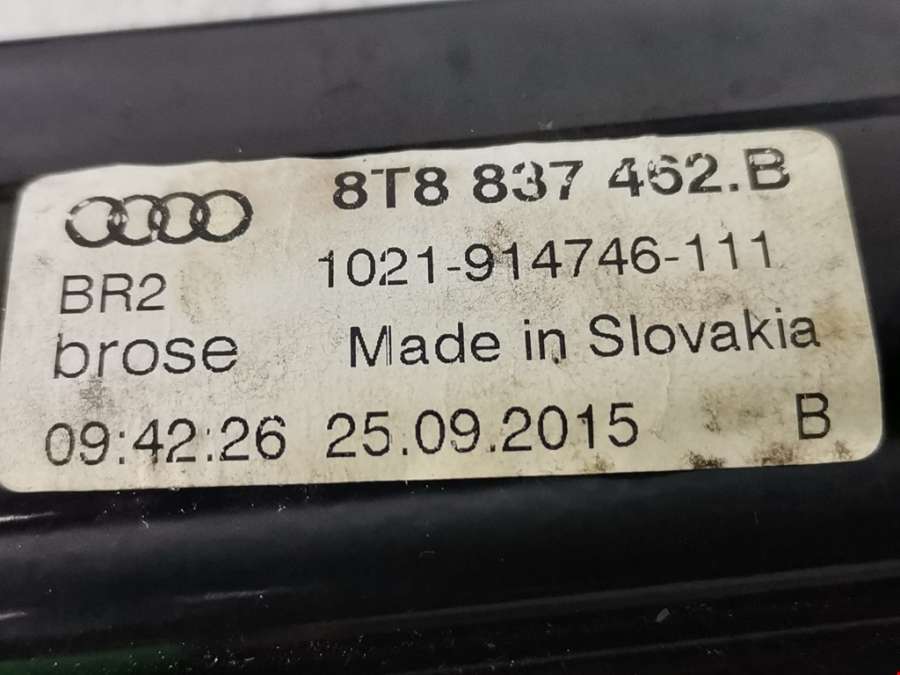 8T8 837 462.B
1021-914746-111
BR2
brose Made in Slovakia
09:42:26 25.09.2015 B